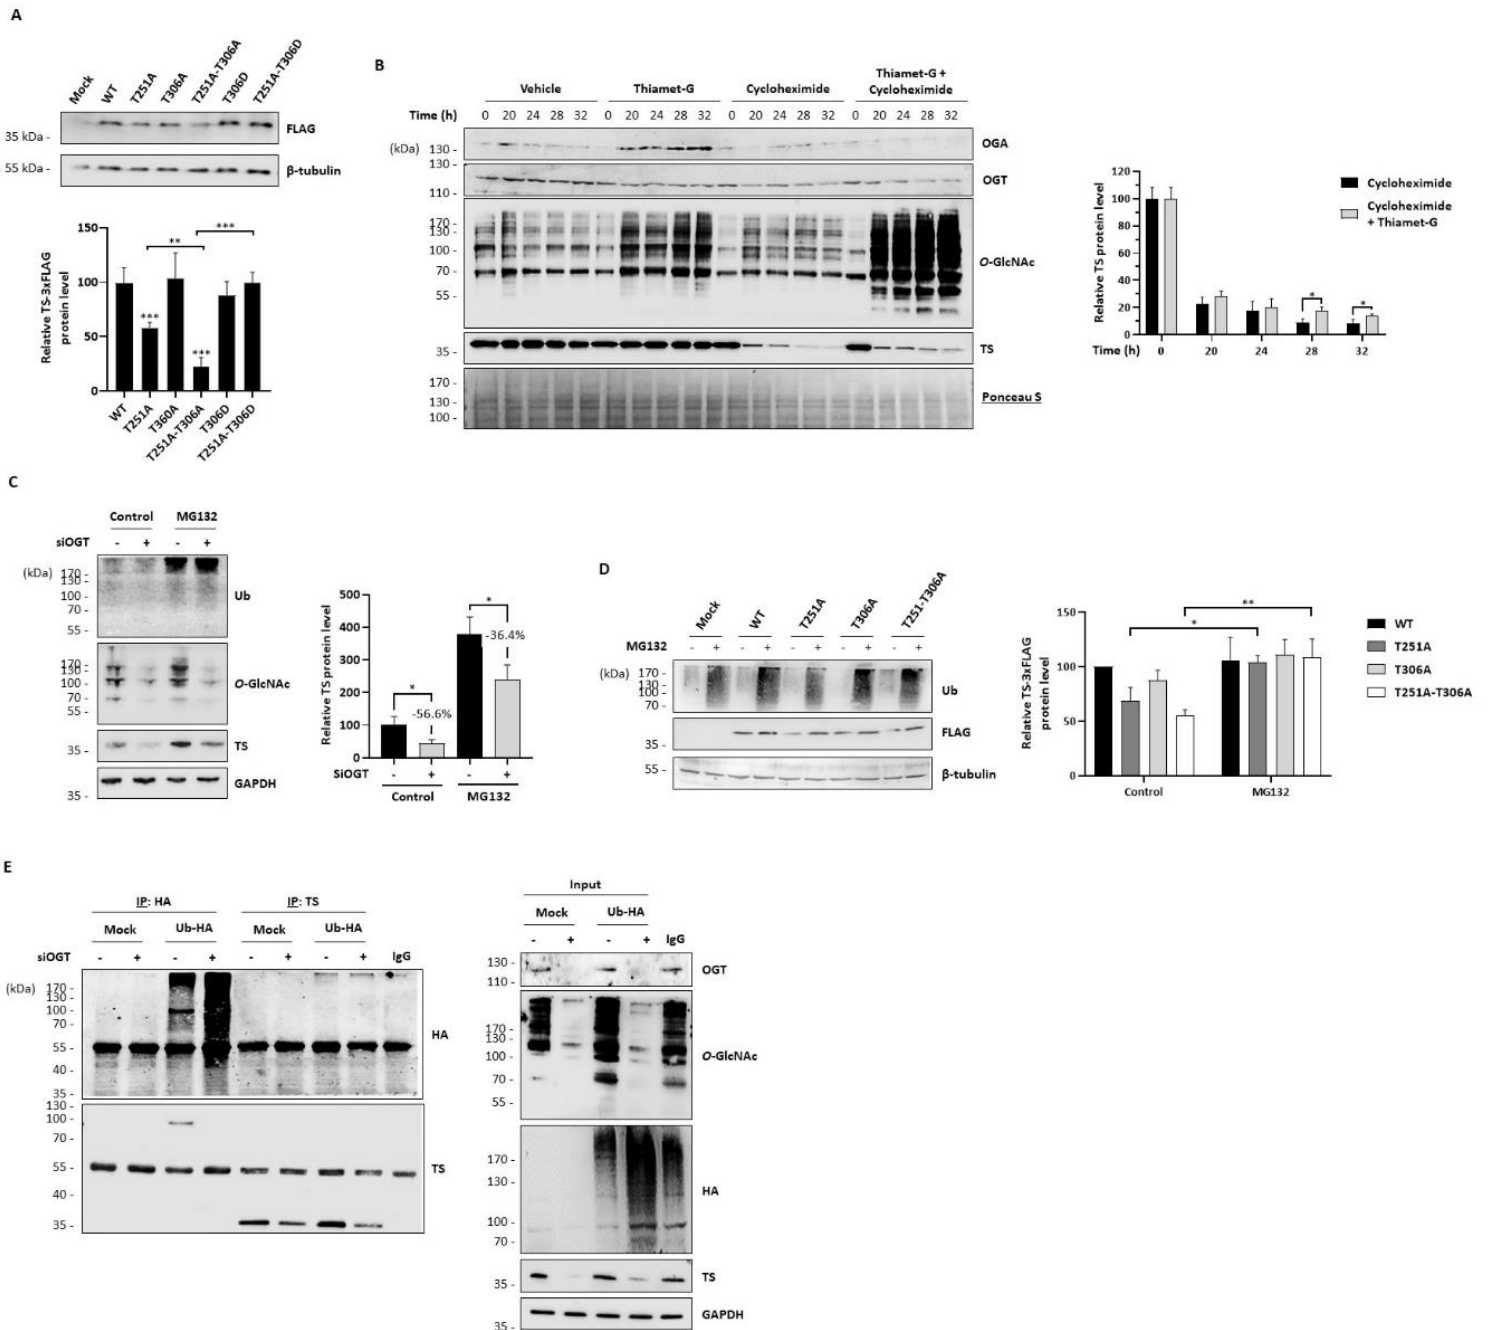 A
Mock WT T251A T306A T251A-T306A T306D T251A-T306D
35 kDa - FLAG
55 kDa - β-tubulin
Relative TS-3xFLAG
protein level
150
100
50
0
** ***
*** ***
WT T251A T360A T251A-T306A T306D T251A-T306D
B
Vehicle Thiamet-G Cycloheximide Thiamet-G +
Cycloheximide
Time (h) 0 20 24 28 32 0 20 24 28 32 0 20 24 28 32 0 20 24 28 32
(kDa) 130 - OGA
130 -
110 - OGT
170 -
130 -
100 -
70 -
55 -
O-GlcNAc
35 - TS
170 -
130 -
100 -
Ponceau S
Relative TS protein level
120
100
80
60
40
20
0
* *
Time (h) 0 20 24 28 32
Cycloheximide
Cycloheximide
+ Thiamet-G
C
Control MG132
siOGT - + - +
(kDa) 170 -
130 -
100 -
70 -
55 -
Ub
170 -
130 -
100 -
70 -
55 -
O-GlcNAc
35 - TS
35 - GAPDH
Relative TS protein level
500
400
300
200
100
0
* -56.6%
* -36.4%
SiOGT - + - +
Control MG132
D
Mock WT T251A T306A T251-T306A
MG132 - + - + - + - + - +
(kDa) 170 -
130 -
100 -
70 -
Ub
35 - FLAG
55 - β-tubulin
Relative TS-3xFLAG
protein level
150
100
50
0
**
*
Control MG132
WT
T251A
T306A
T251A-T306A
E
IP: HA IP: TS
Mock Ub-HA Mock Ub-HA
siOGT - + - + - + - + IgG
(kDa) 170 -
130 -
100 -
70 -
55 -
40 -
35 -
HA
130 -
100 -
70 -
55 -
40 -
35 -
TS
Input
Mock Ub-HA
- + - + IgG
130 -
110 -
OGT
170 -
130 -
100 -
70 -
55 -
O-GlcNAc
170 -
130 -
100 -
70 -
HA
35 - TS
35 - GAPDH